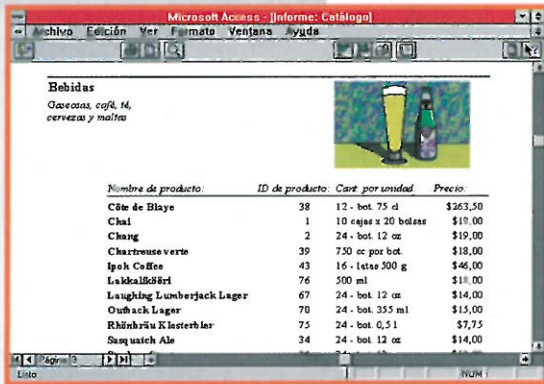 Microsoft Access - [Informe: Catálogo]
Archivo Edición Ver Formato Ventana Ayuda
Bebidas
Gaseosas, café, té,
cervezas y maltas
Nombre de producto: ID de producto: Cant. por unidad: Precio:
Côte de Blaye 38 12 - bot. 75 cl $263,50
Chai 1 10 cajas x 20 bolsas $18,00
Chang 2 24 - bot. 12 oz $19,00
Chartreuse verte 39 750 cc por bot. $18,00
Ipoh Coffee 43 16 - latas 500 g $46,00
Lakkalikööri 76 500 ml $18,00
Laughing Lumberjack Lager 67 24 - bot. 12 oz $14,00
Outback Lager 70 24 - bot. 355 ml $15,00
Rhönbräu Klosterbier 75 24 - bot. 0,5 l $7,75
Sasquatch Ale 34 24 - bot. 12 oz $14,00
Página: 3
Listo NUM